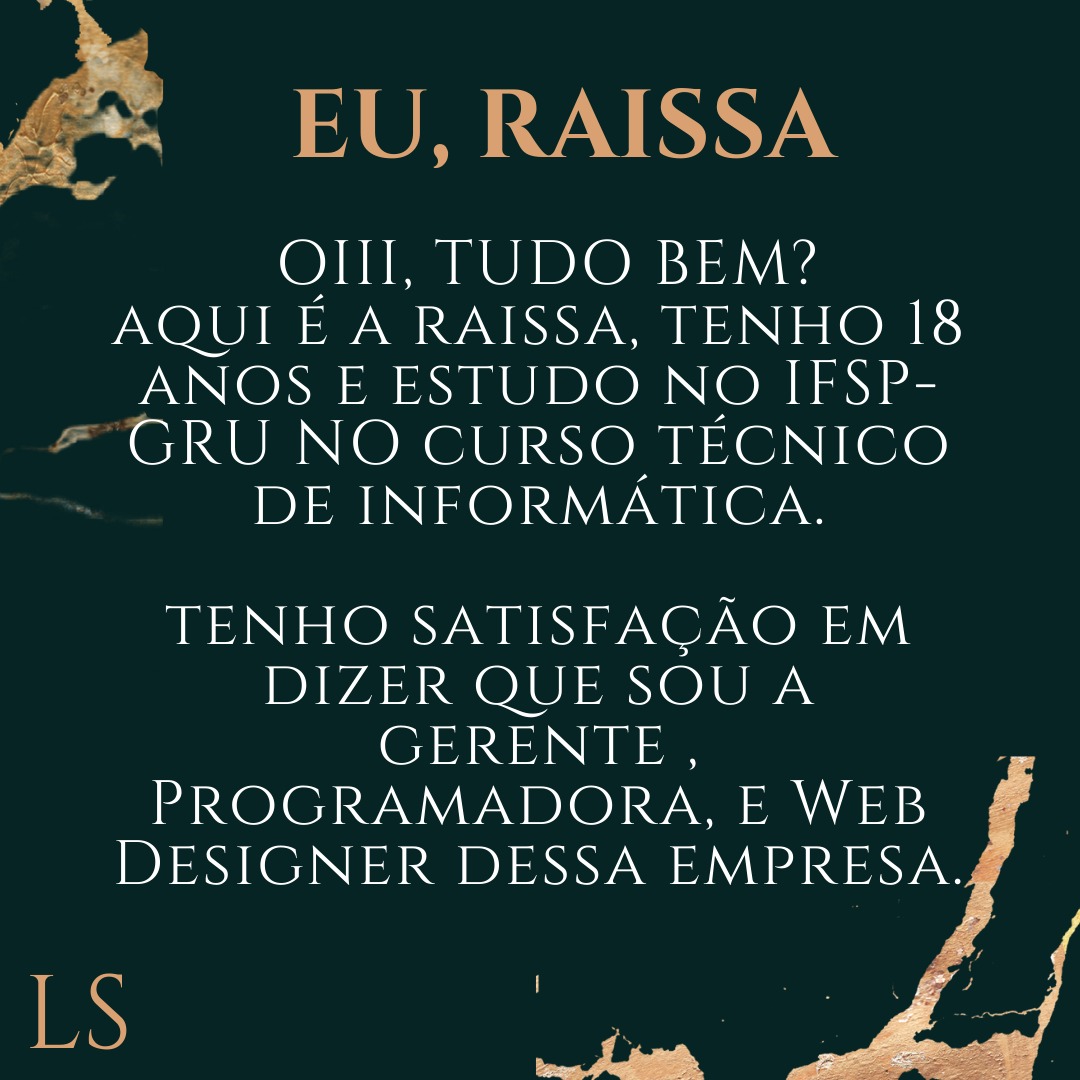 EU, RAISSA
OIII, TUDO BEM?
AQUI É A RAISSA, TENHO 18
ANOS E ESTUDO NO IFSP-
GRU NO CURSO TÉCNICO
DE INFORMÁTICA.
TENHO SATISFAÇÃO EM
DIZER QUE SOU A
GERENTE ,
PROGRAMADORA, E WEB
DESIGNER DESSA EMPRESA.
LS